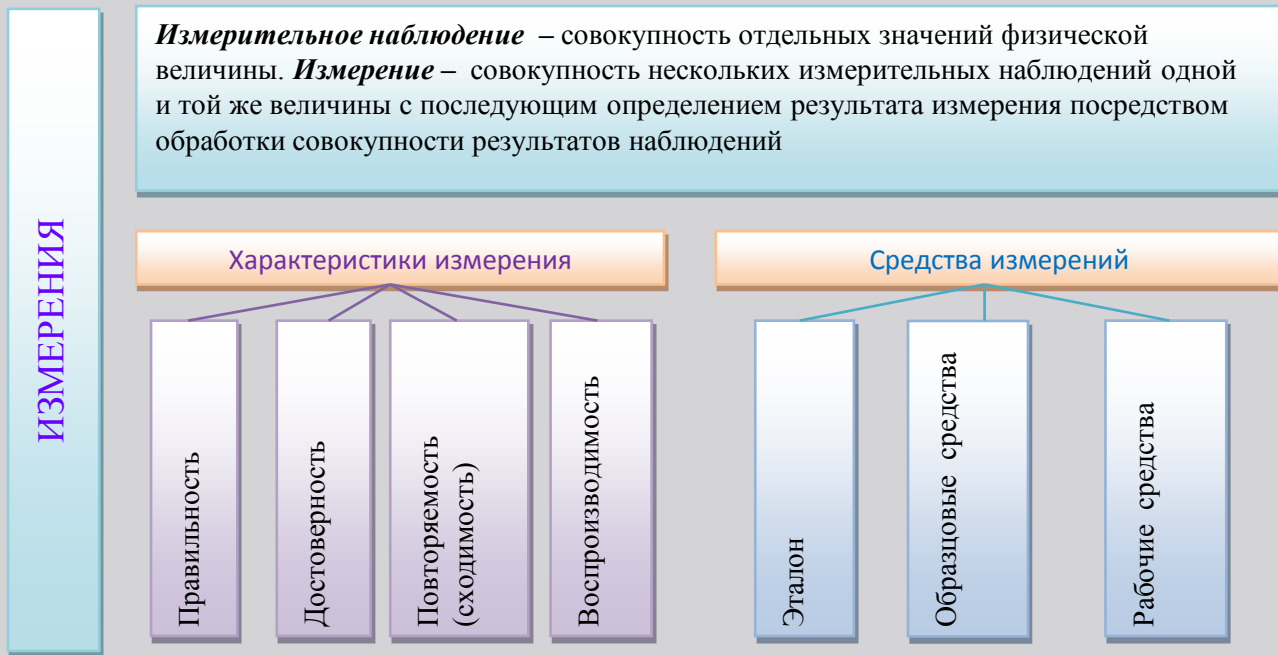 ИЗМЕРЕНИЯ
Измерительное наблюдение – совокупность отдельных значений физической
величины. Измерение – совокупность нескольких измерительных наблюдений одной
и той же величины с последующим определением результата измерения посредством
обработки совокупности результатов наблюдений
Характеристики измерения
Правильность
Достоверность
Повторяемость
(сходимость)
Воспроизводимость
Средства измерений
Эталон
Образцовые средства
Рабочие средства